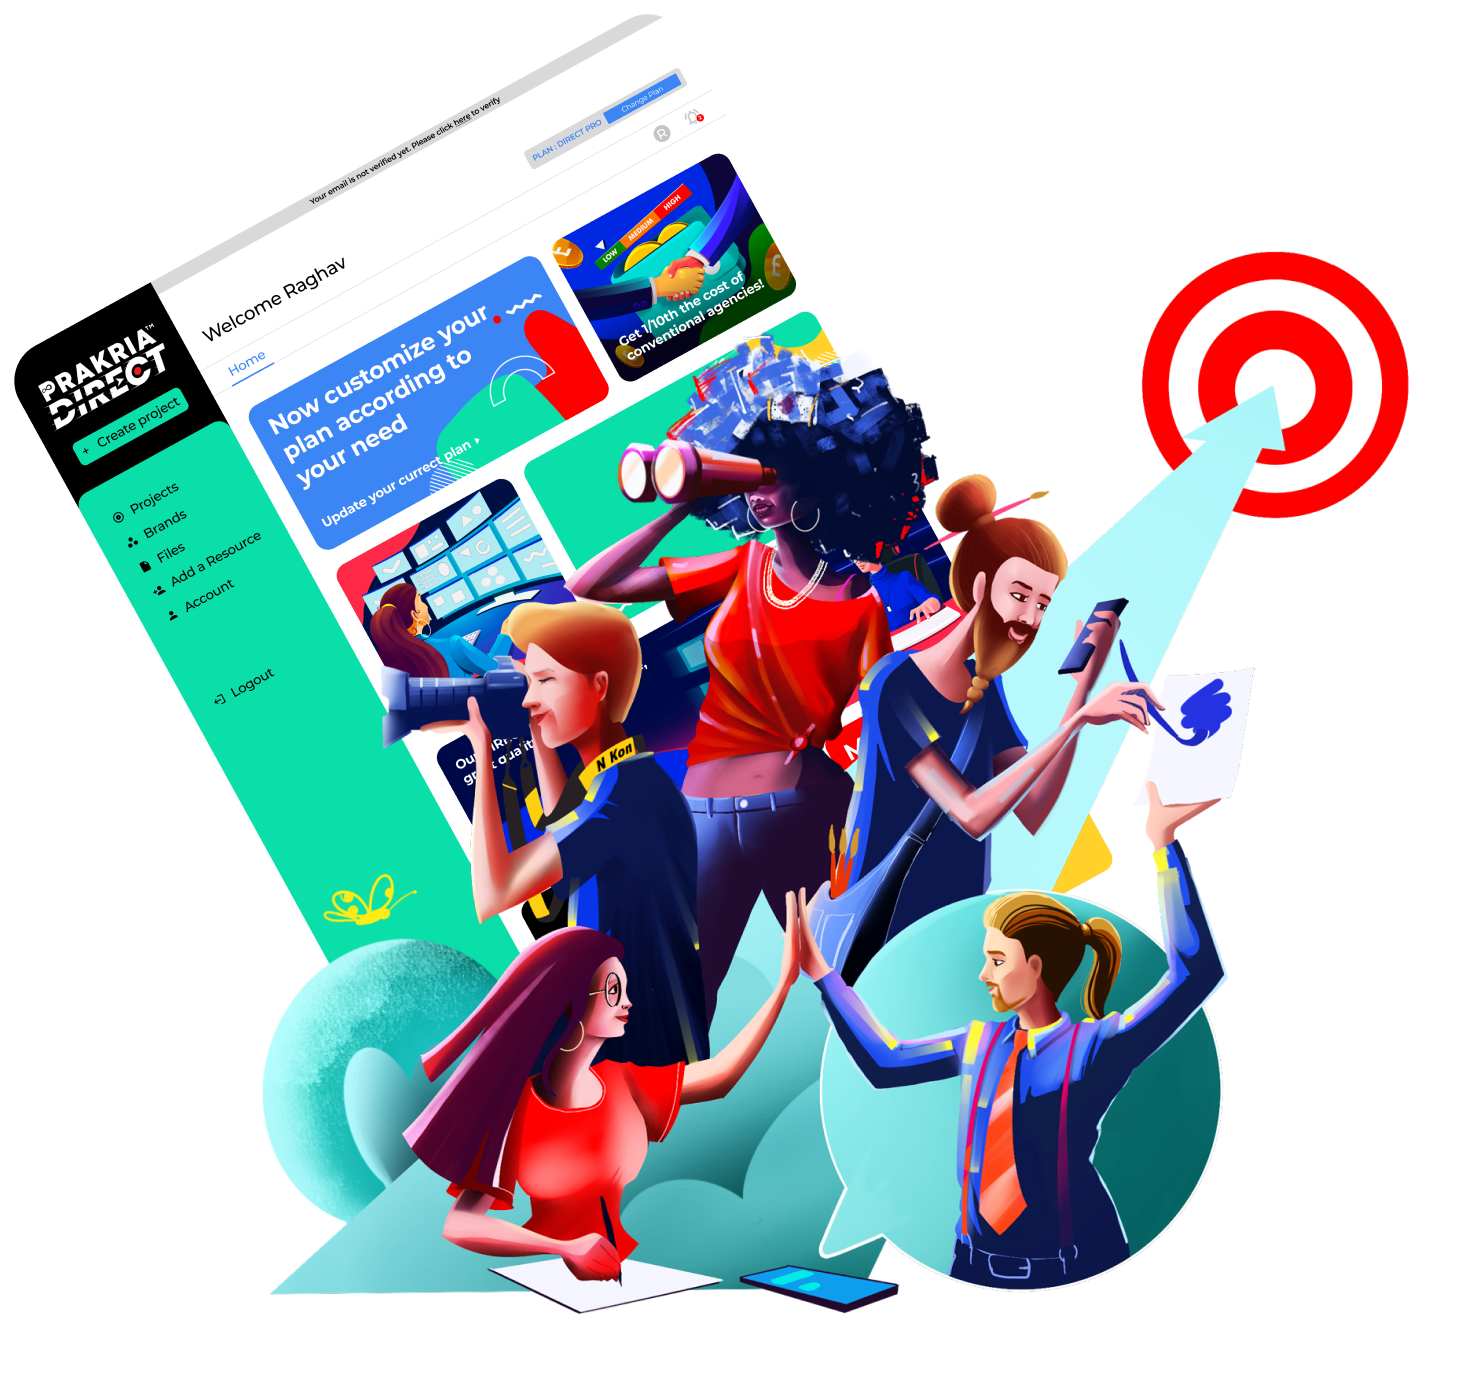 Your email is not verified yet. Please click here to verify
PLAN : DIRECT PRO
Change Plan
R
Welcome Raghav
Home
PRAKRIA
DIRECT
TM
+ Create project
Projects
Brands
Files
Add a Resource
Account
Logout
Now customize your
plan according to
your need
Update your currect plan
LOW
MEDIUM
HIGH
Get 1/10th the cost of
conventional agencies!
N Kon